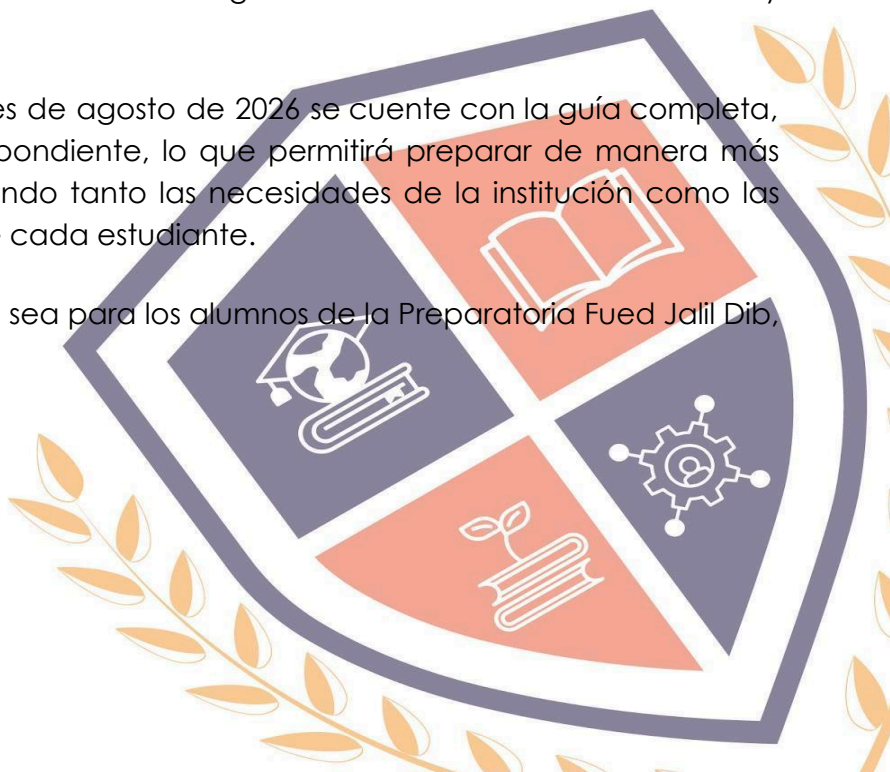 es de agosto de 2026 se cuente con la guía completa,
pondiente, lo que permitirá preparar de manera más
ndo tanto las necesidades de la institución como las
cada estudiante.
sea para los alumnos de la Preparatoria Fued Jalil Dib,